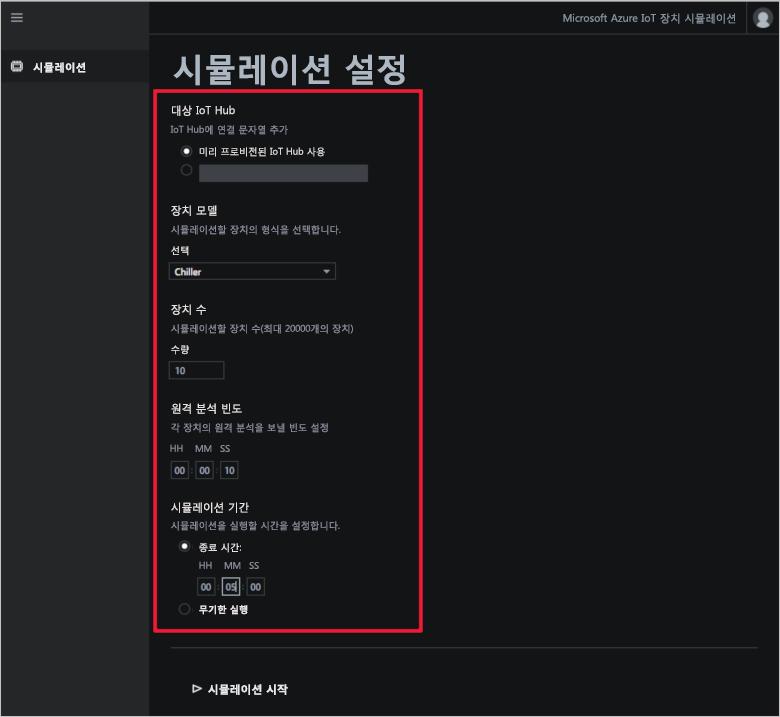 Microsoft Azure IoT 장치 시뮬레이션
시뮬레이션
시뮬레이션 설정
대상 IoT Hub
IoT Hub에 연결 문자열 추가
미리 프로비전된 IoT Hub 사용
장치 모델
시뮬레이션할 장치의 형식을 선택합니다.
선택
Chiller
장치 수
시뮬레이션할 장치 수(최대 20000개의 장치)
수량
10
원격 분석 빈도
각 장치의 원격 분석을 보낼 빈도 설정
HH MM SS
00 : 00 : 10
시뮬레이션 기간
시뮬레이션을 실행할 시간을 설정합니다.
종료 시간:
HH MM SS
00 : 05 : 00
무기한 실행
시뮬레이션 시작